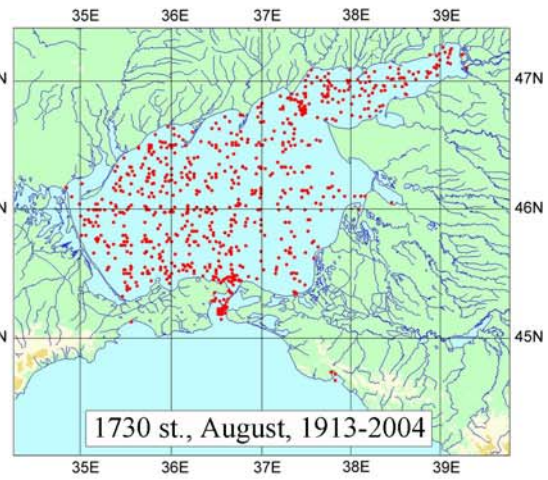 35E 36E 37E 38E 39E
N 47N
N 46N
N 45N
1730 st., August, 1913-2004
35E 36E 37E 38E 39E